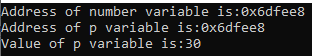 Address of number variable is:0x6dfee8
Address of p variable is:0x6dfee8
Value of p variable is:30